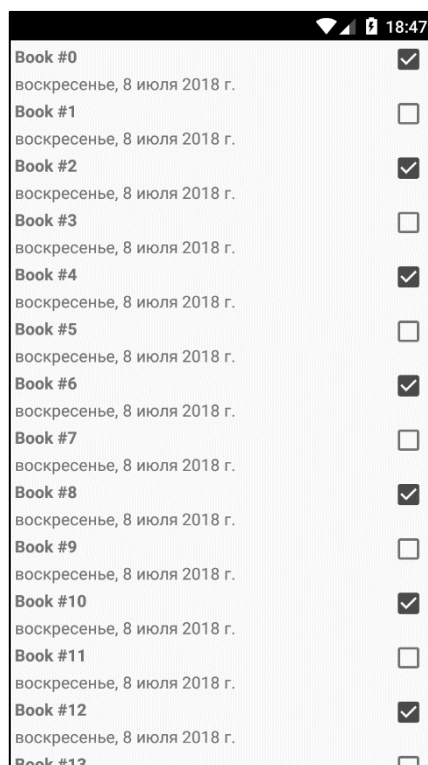 18:47
Book #0
воскресенье, 8 июля 2018 г.
Book #1
воскресенье, 8 июля 2018 г.
Book #2
воскресенье, 8 июля 2018 г.
Book #3
воскресенье, 8 июля 2018 г.
Book #4
воскресенье, 8 июля 2018 г.
Book #5
воскресенье, 8 июля 2018 г.
Book #6
воскресенье, 8 июля 2018 г.
Book #7
воскресенье, 8 июля 2018 г.
Book #8
воскресенье, 8 июля 2018 г.
Book #9
воскресенье, 8 июля 2018 г.
Book #10
воскресенье, 8 июля 2018 г.
Book #11
воскресенье, 8 июля 2018 г.
Book #12
воскресенье, 8 июля 2018 г.
Book #13